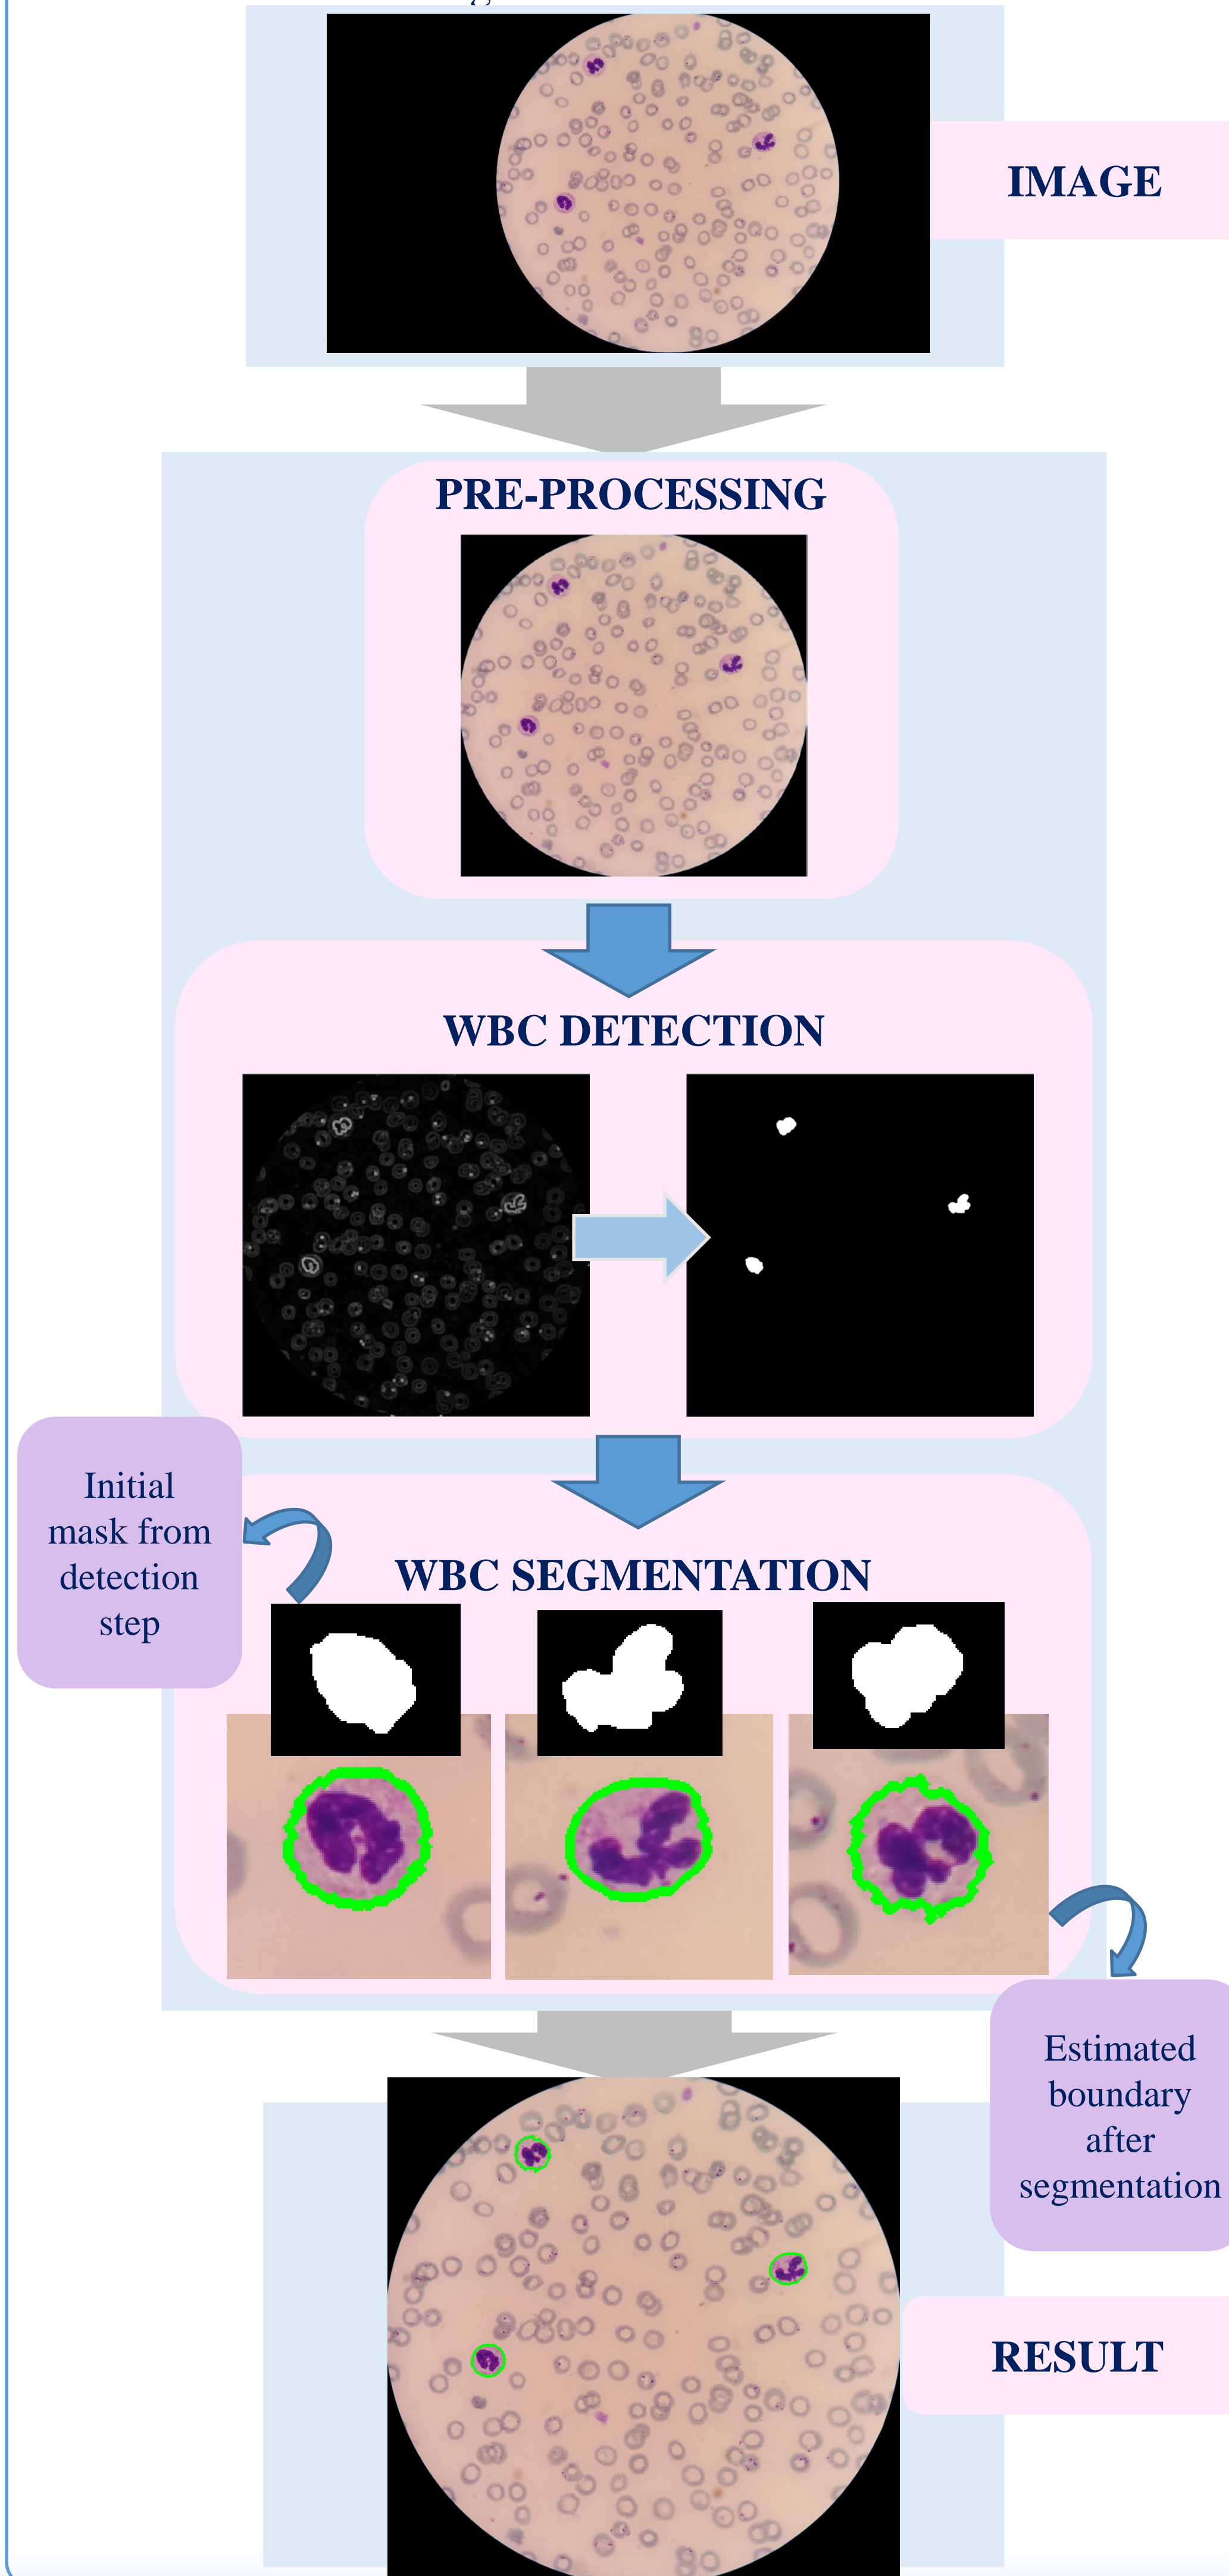 IMAGE
PRE-PROCESSING
WBC DETECTION
Initial
mask from
detection
step
WBC SEGMENTATION
Estimated
boundary
after
segmentation
RESULT